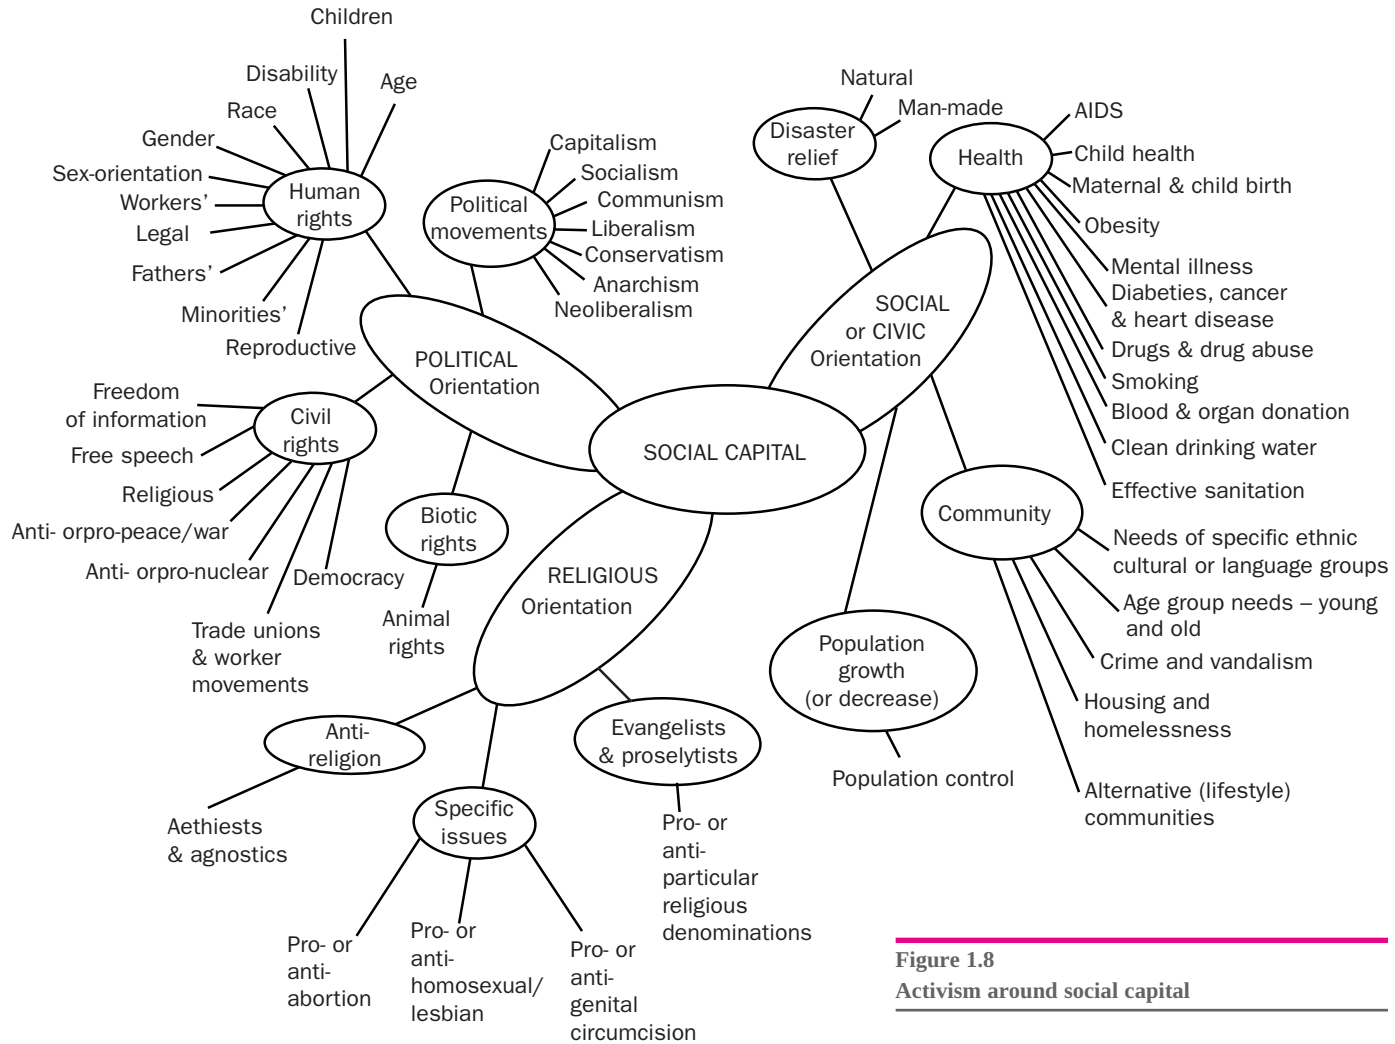 Children
Disability
Age
Race
Gender
Sex-orientation
Workers’
Legal
Fathers’
Minorities’
Reproductive
Human
rights
Political
movements
Capitalism
Socialism
Communism
Liberalism
Conservatism
Anarchism
Neoliberalism
POLITICAL
Orientation
Freedom
of information
Free speech
Religious
Anti- orpro-peace/war
Anti- orpro-nuclear
Trade unions
& worker
movements
Democracy
Civil
rights
Biotic
rights
Animal
rights
SOCIAL CAPITAL
Natural
Man-made
Disaster
relief
Health
AIDS
Child health
Maternal & child birth
Obesity
Mental illness
Diabeties, cancer
& heart disease
Drugs & drug abuse
Smoking
Blood & organ donation
Clean drinking water
Effective sanitation
SOCIAL
or CIVIC
Orientation
Community
Needs of specific ethnic
cultural or language groups
Age group needs – young
and old
Crime and vandalism
Housing and
homelessness
Alternative (lifestyle)
communities
Population
growth
(or decrease)
Population control
RELIGIOUS
Orientation
Anti-
religion
Aethiests
& agnostics
Specific
issues
Pro- or
anti-
abortion
Pro- or
anti-
homosexual/
lesbian
Pro- or
anti-
genital
circumcision
Evangelists
& proselytists
Pro- or
anti-
particular
religious
denominations
Figure 1.8
Activism around social capital